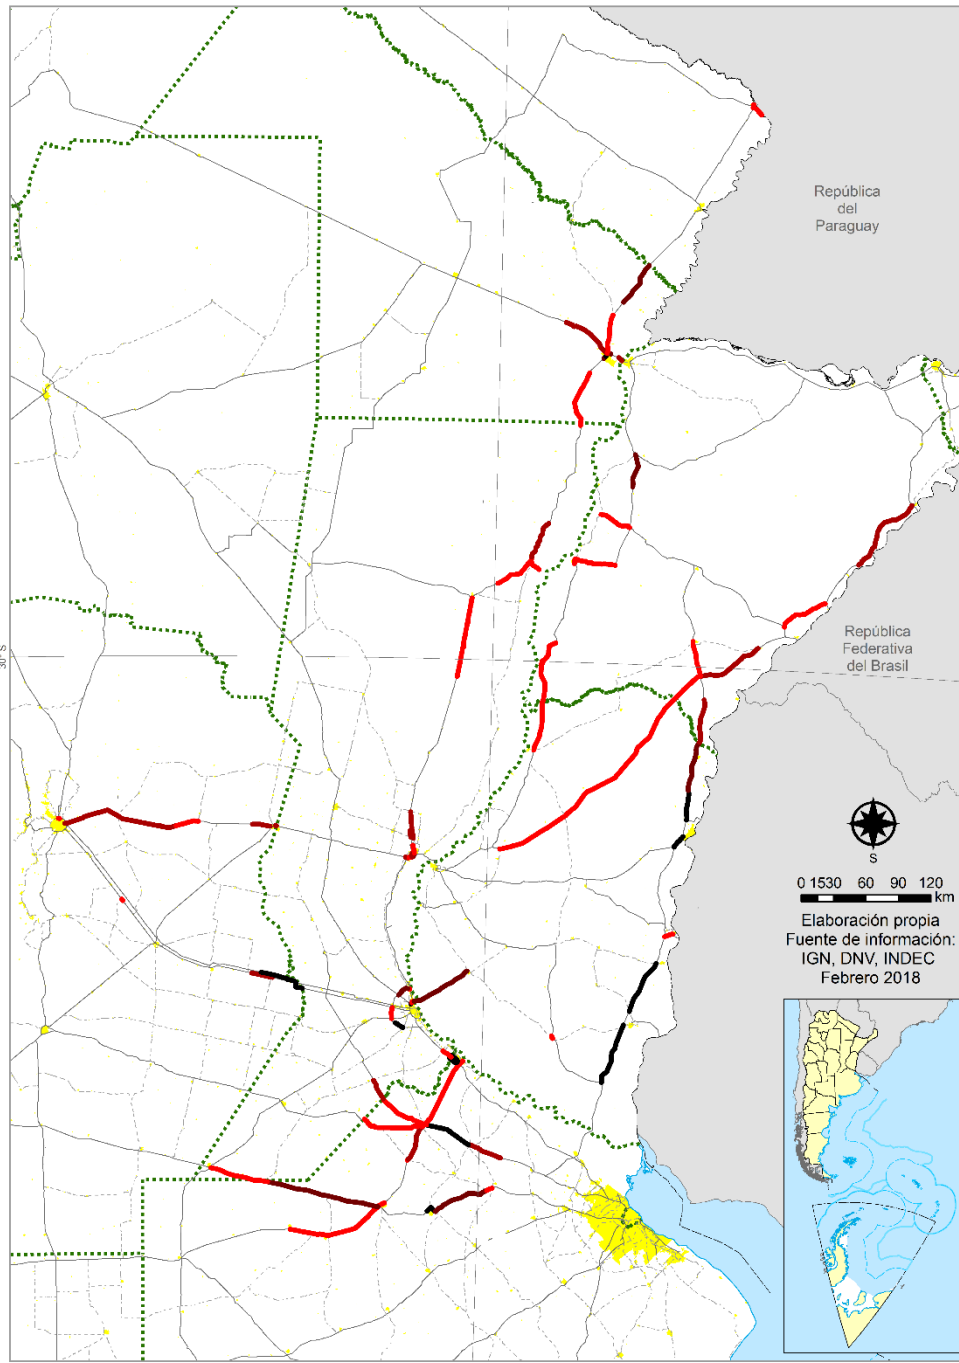 República
del
Paraguay
30° S
República
Federativa
del Brasil
S
0 1530 60 90 120
km
Elaboración propia
Fuente de información:
IGN, DNV, INDEC
Febrero 2018